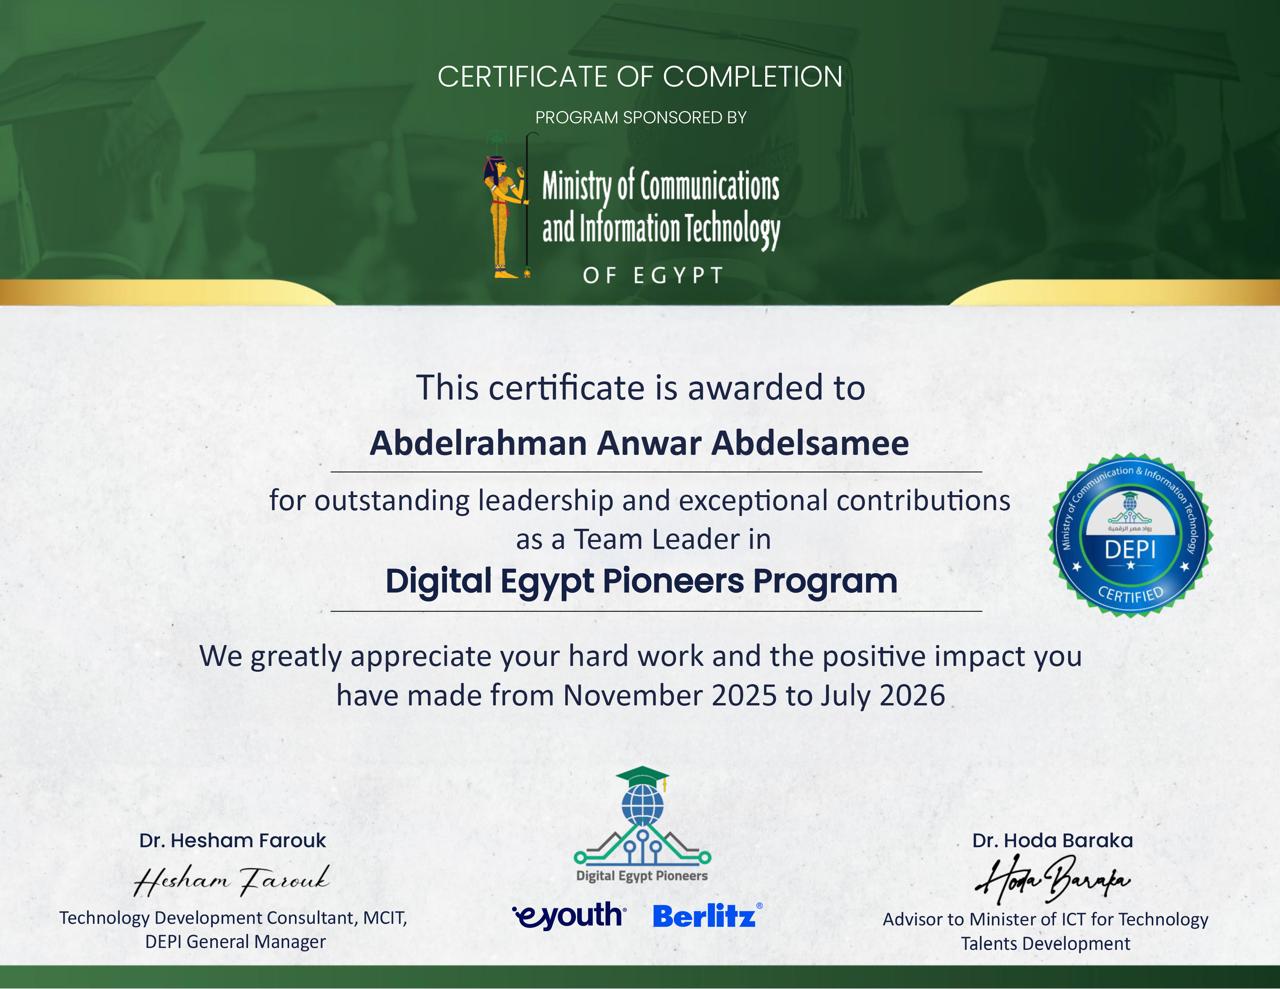 CERTIFICATE OF COMPLETION
PROGRAM SPONSORED BY
Ministry of Communications
and Information Technology
OF EGYPT
This certificate is awarded to
Abdelrahman Anwar Abdelsamee
for outstanding leadership and exceptional contributions
as a Team Leader in
Digital Egypt Pioneers Program
Ministry of Communication & Information Technology
رواد مصر الرقمية
DEPI
CERTIFIED
We greatly appreciate your hard work and the positive impact you
have made from November 2025 to July 2026
Dr. Hesham Farouk
Hesham Farouk
Technology Development Consultant, MCIT,
DEPI General Manager
Digital Egypt Pioneers
eyouth
Berlitz®
Dr. Hoda Baraka
Hoda Baraka
Advisor to Minister of ICT for Technology
Talents Development